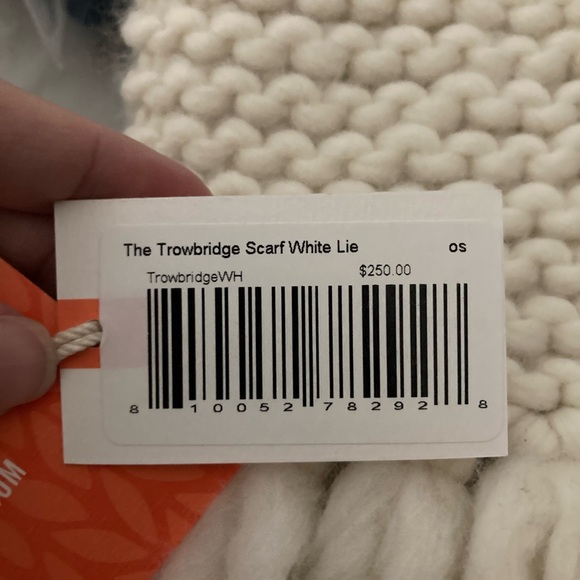 The Trowbridge Scarf White Lie OS
TrowbridgeWH $250.00
8 10052 78292 8